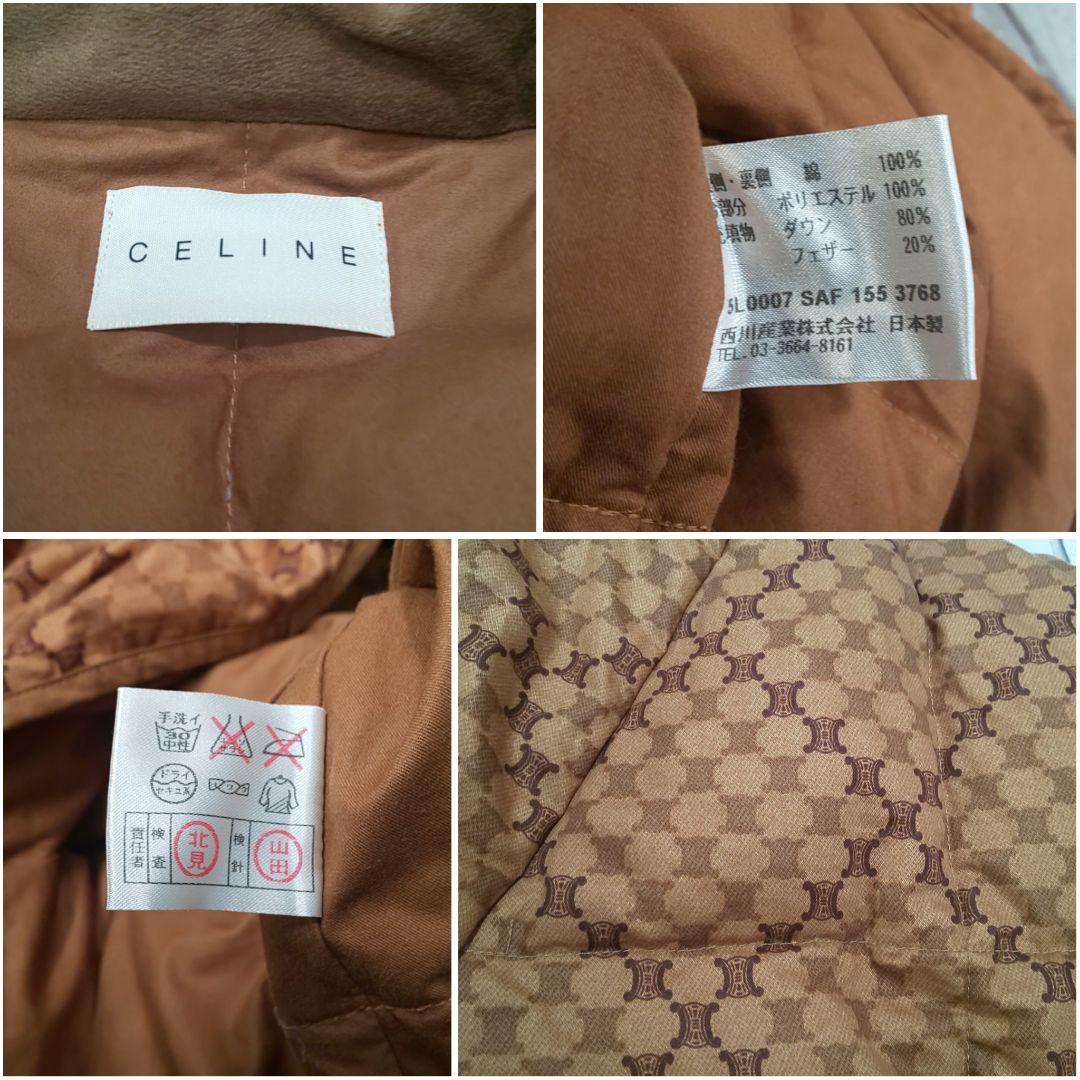 CELINE
側・裏側 綿 100%
部分 ポリエステル 100%
填物 ダウン 80%
フェザー 20%
5L0007 SAF 155 3768
西川産業株式会社 日本製
TEL. 03-3664-8161
手洗イ
30
中性
ドライ
セキユ系
責任者 検査 北見 検針 山田